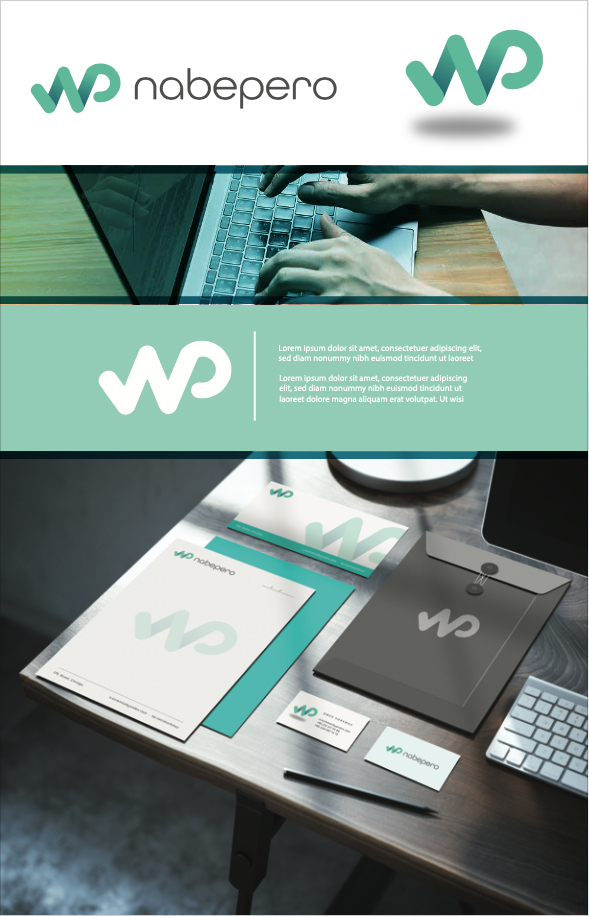 nabepero
Lorem ipsum dolor sit amet, consectetuer adipiscing elit,
sed diam nonummy nibh euismod tincidunt ut laoreet
Lorem ipsum dolor sit amet, consectetuer adipiscing
elit, sed diam nonummy nibh euismod tincidunt ut
laoreet dolore magna aliquam erat volutpat. Ut wisi
nabepero
nabepero